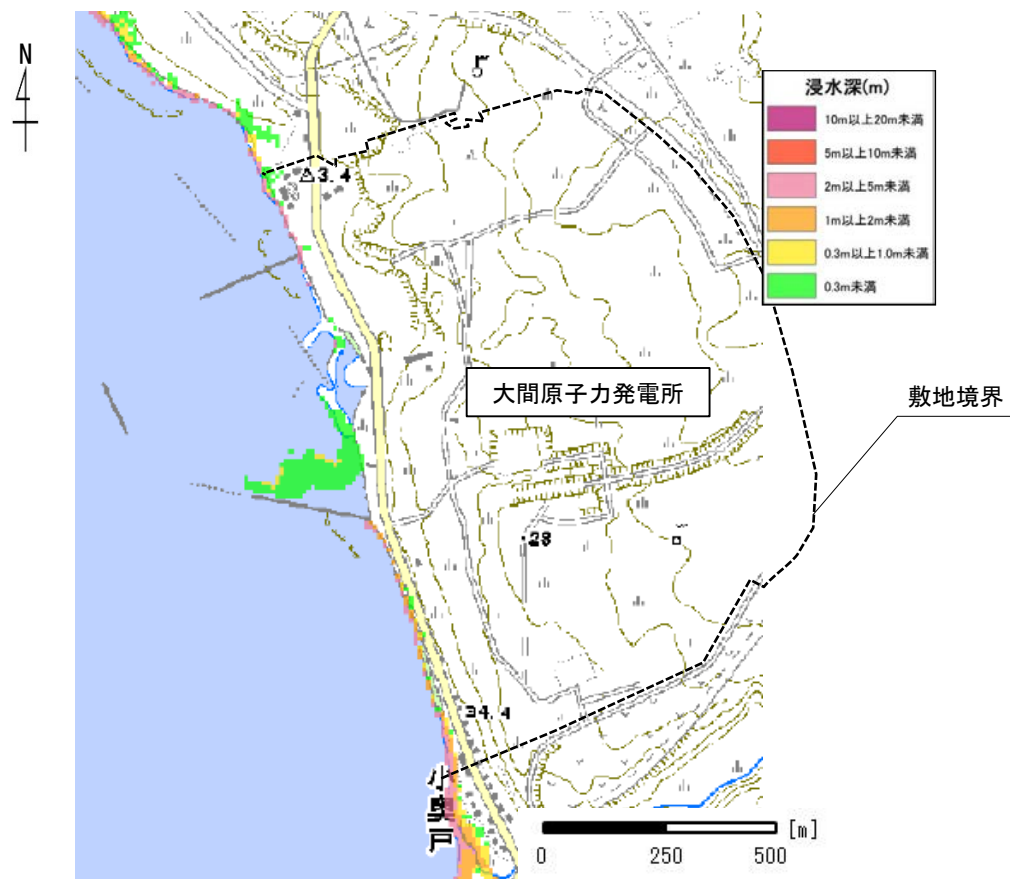 N
浸水深(m)
10m以上20m未満
5m以上10m未満
2m以上5m未満
1m以上2m未満
0.3m以上1.0m未満
0.3m未満
3.4
大間原子力発電所
敷地境界
28
4.4
小奥戸
[m]
0 250 500